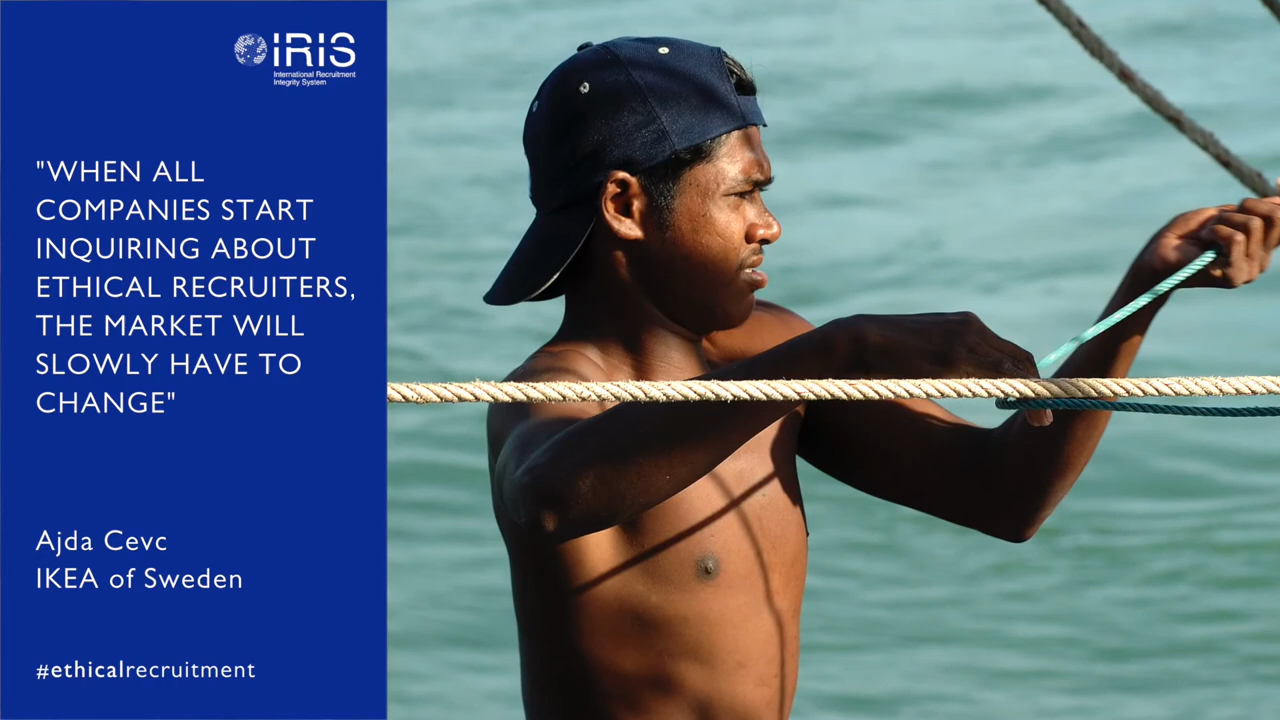 IRIS
International Recruitment
Integrity System
"WHEN ALL
COMPANIES START
INQUIRING ABOUT
ETHICAL RECRUITERS,
THE MARKET WILL
SLOWLY HAVE TO
CHANGE"
Ajda Cevc
IKEA of Sweden
#ethicalrecruitment